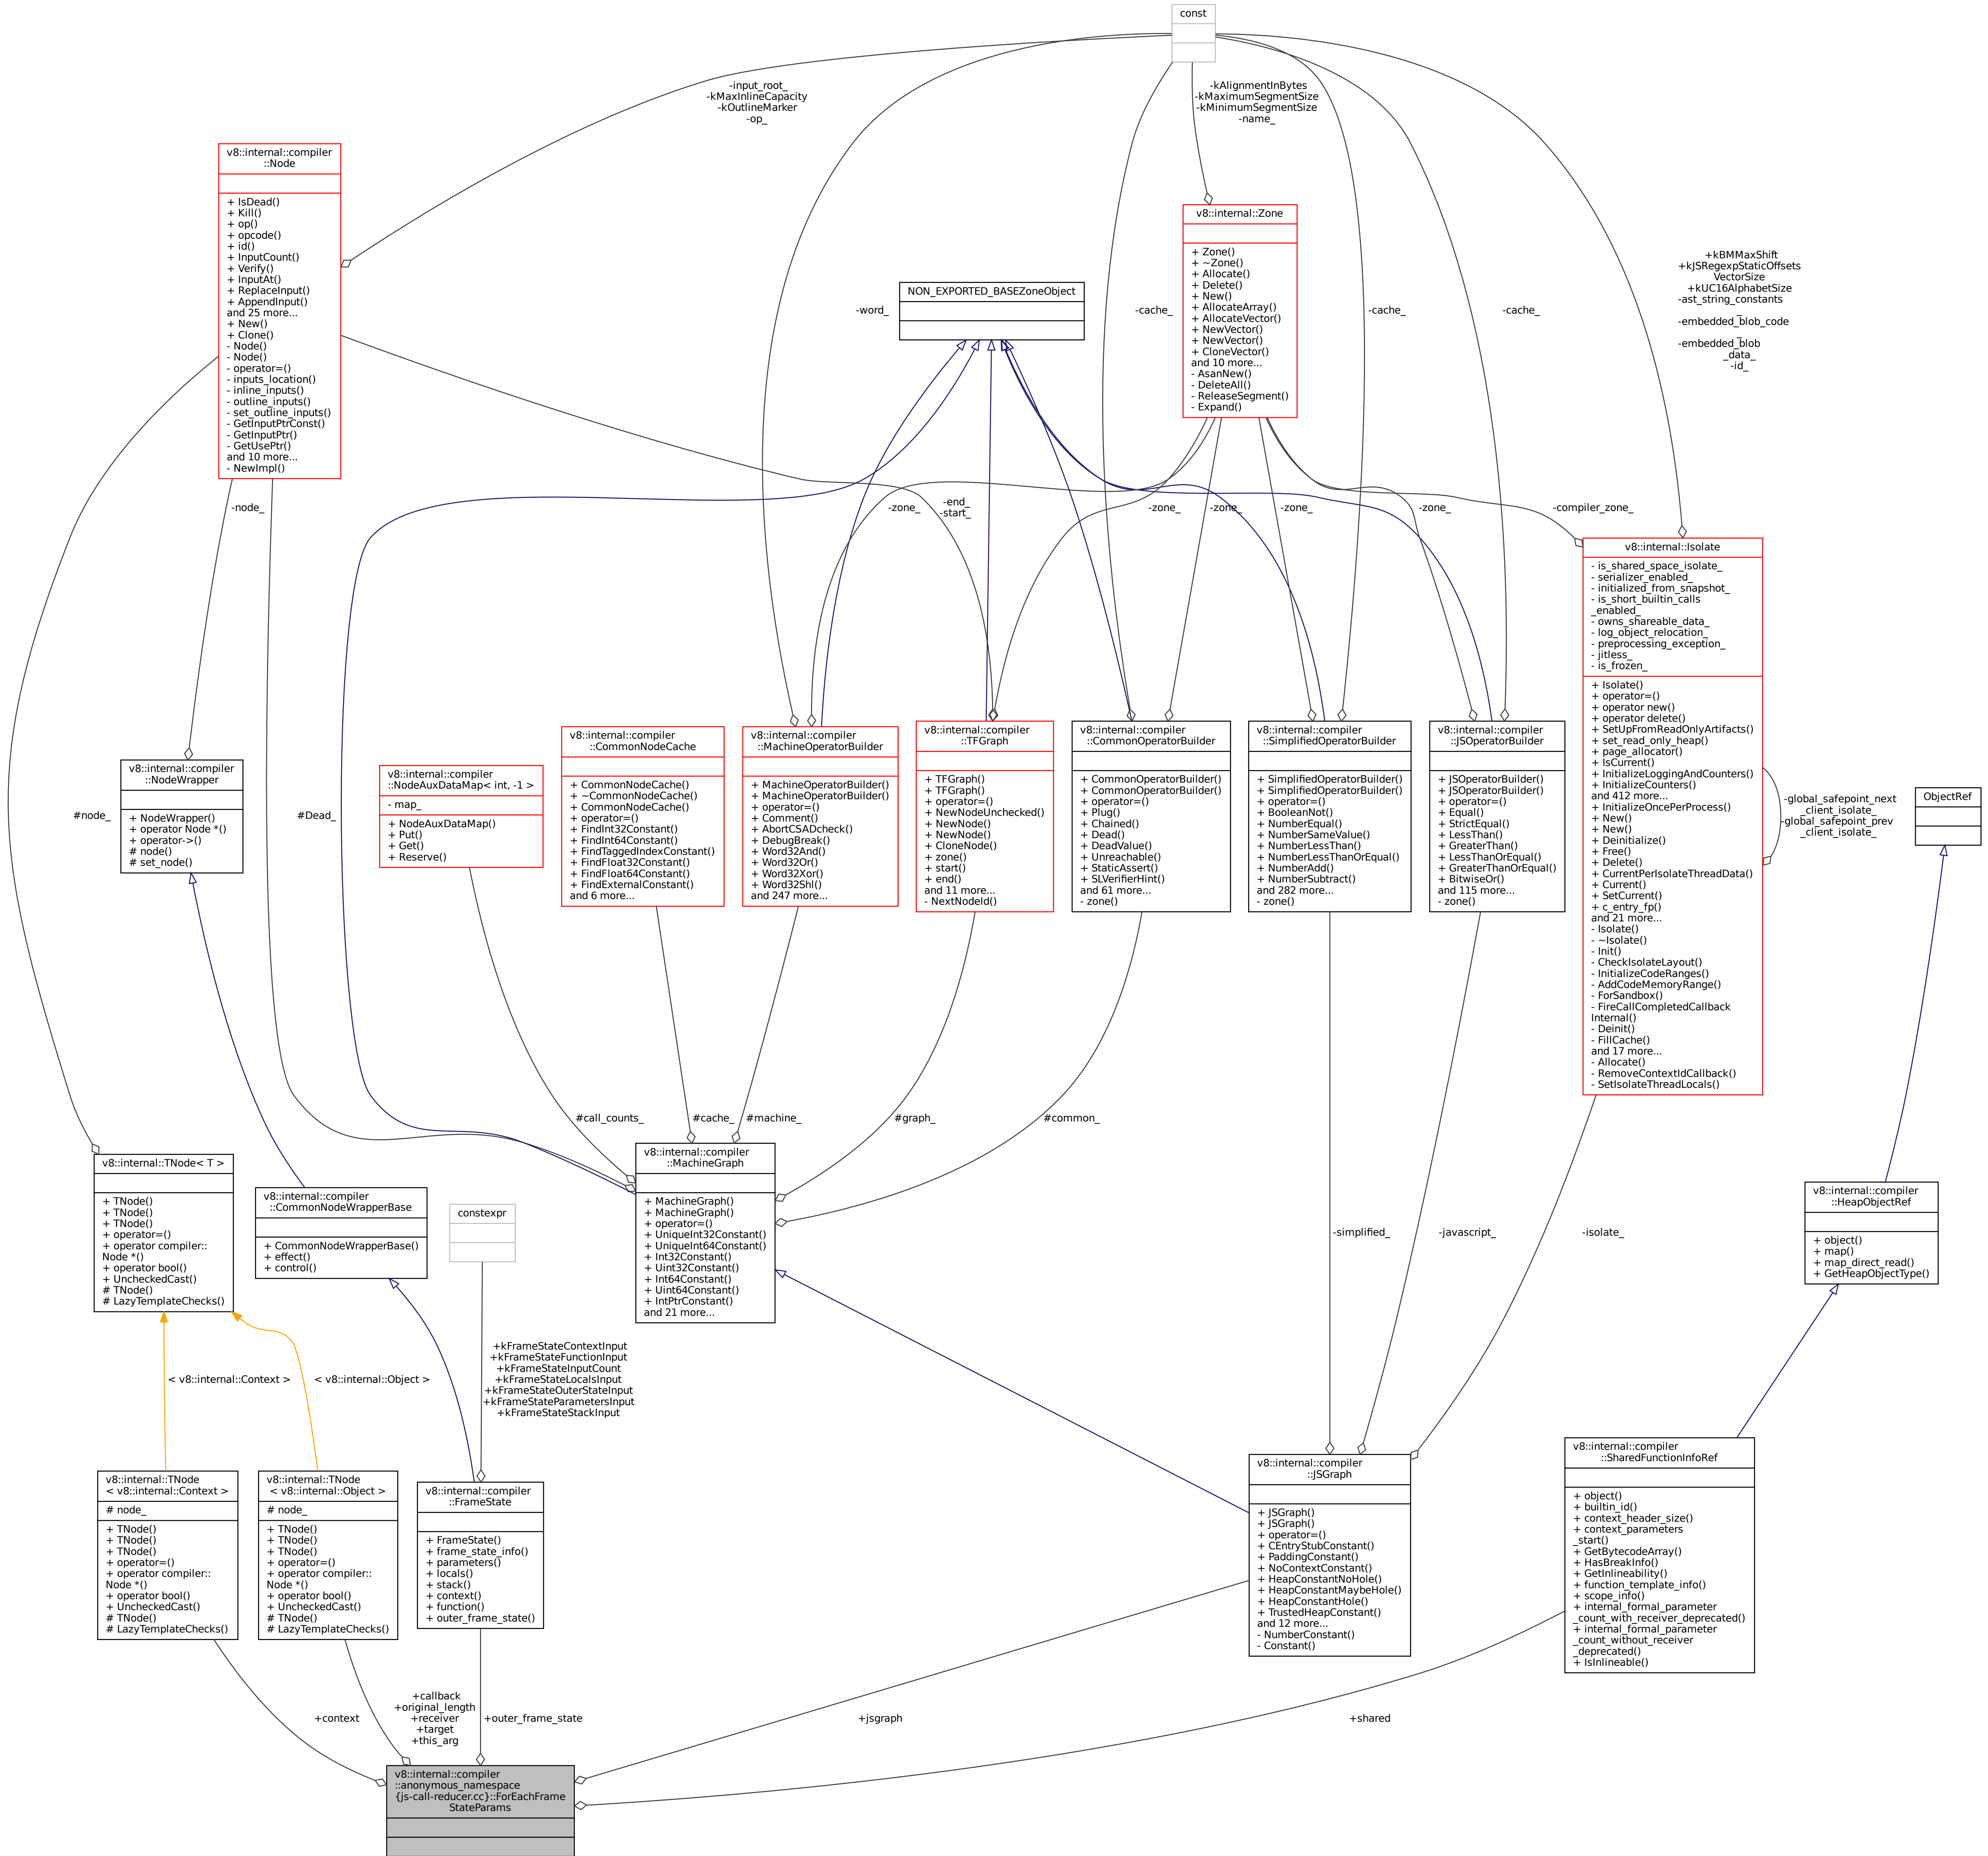 const
-input_root_
-kMaxInlineCapacity
-kOutlineMarker
-op_
-kAlignmentInBytes
-kMaximumSegmentSize
-kMinimumSegmentSize
-name_
v8::internal::compiler
::Node
+ IsDead()
+ Kill()
+ op()
+ opcode()
+ id()
+ InputCount()
+ Verify()
+ InputAt()
+ ReplaceInput()
+ AppendInput()
and 25 more...
+ New()
+ Clone()
- Node()
- Node()
- operator=()
- inputs_location()
- inline_inputs()
- outline_inputs()
- set_outline_inputs()
- GetInputPtrConst()
- GetInputPtr()
- GetUsePtr()
and 10 more...
- NewImpl()
v8::internal::Zone
+ Zone()
+ ~Zone()
+ Allocate()
+ Delete()
+ New()
+ AllocateArray()
+ AllocateVector()
+ NewVector()
+ NewVector()
+ CloneVector()
and 10 more...
- AsanNew()
- DeleteAll()
- ReleaseSegment()
- Expand()
NON_EXPORTED_BASEZoneObject
-word_
-cache_
-cache_
-cache_
+kBMMaxShift
+kJSRegexpStaticOffsets
VectorSize
+kUC16AlphabetSize
-ast_string_constants
_
-embedded_blob_code
_
-embedded_blob
_data_
-id_
-node_
-zone_
-end_
-start_
-zone_
-zone_
-zone_
-zone_
-compiler_zone_
v8::internal::Isolate
- is_shared_space_isolate_
- serializer_enabled_
- initialized_from_snapshot_
- is_short_builtin_calls
_enabled_
- owns_shareable_data_
- log_object_relocation_
- preprocessing_exception_
- jitless_
- is_frozen_
+ Isolate()
+ operator=()
+ operator new()
+ operator delete()
+ SetUpFromReadOnlyArtifacts()
+ set_read_only_heap()
+ page_allocator()
+ IsCurrent()
+ InitializeLoggingAndCounters()
+ InitializeCounters()
and 412 more...
+ InitializeOncePerProcess()
+ New()
+ New()
+ Deinitialize()
+ Free()
+ Delete()
+ CurrentPerIsolateThreadData()
+ Current()
+ SetCurrent()
+ c_entry_fp()
and 21 more...
- Isolate()
- ~Isolate()
- Init()
- CheckIsolateLayout()
- InitializeCodeRanges()
- AddCodeMemoryRange()
- ForSandbox()
- FireCallCompletedCallback
Internal()
- Deinit()
- FillCache()
and 17 more...
- Allocate()
- RemoveContextIdCallback()
- SetIsolateThreadLocals()
-global_safepoint_next
_client_isolate_
-global_safepoint_prev
_client_isolate_
ObjectRef
#node_
v8::internal::compiler
::NodeWrapper
+ NodeWrapper()
+ operator Node *()
+ operator->()
# node()
# set_node()
#Dead_
v8::internal::compiler
::NodeAuxDataMap< int, -1 >
- map_
+ NodeAuxDataMap()
+ Put()
+ Get()
+ Reserve()
v8::internal::compiler
::CommonNodeCache
+ CommonNodeCache()
+ ~CommonNodeCache()
+ CommonNodeCache()
+ operator=()
+ FindInt32Constant()
+ FindInt64Constant()
+ FindTaggedIndexConstant()
+ FindFloat32Constant()
+ FindFloat64Constant()
+ FindExternalConstant()
and 6 more...
v8::internal::compiler
::MachineOperatorBuilder
+ MachineOperatorBuilder()
+ MachineOperatorBuilder()
+ operator=()
+ Comment()
+ AbortCSADcheck()
+ DebugBreak()
+ Word32And()
+ Word32Or()
+ Word32Xor()
+ Word32Shl()
and 247 more...
v8::internal::compiler
::TFGraph
+ TFGraph()
+ TFGraph()
+ operator=()
+ NewNodeUnchecked()
+ NewNode()
+ NewNode()
+ CloneNode()
+ zone()
+ start()
+ end()
and 11 more...
- NextNodeId()
v8::internal::compiler
::CommonOperatorBuilder
+ CommonOperatorBuilder()
+ CommonOperatorBuilder()
+ operator=()
+ Plug()
+ Chained()
+ Dead()
+ DeadValue()
+ Unreachable()
+ StaticAssert()
+ SLVerifierHint()
and 61 more...
- zone()
v8::internal::compiler
::SimplifiedOperatorBuilder
+ SimplifiedOperatorBuilder()
+ SimplifiedOperatorBuilder()
+ operator=()
+ BooleanNot()
+ NumberEqual()
+ NumberSameValue()
+ NumberLessThan()
+ NumberLessThanOrEqual()
+ NumberAdd()
+ NumberSubtract()
and 282 more...
- zone()
v8::internal::compiler
::JSOperatorBuilder
+ JSOperatorBuilder()
+ JSOperatorBuilder()
+ operator=()
+ Equal()
+ StrictEqual()
+ LessThan()
+ GreaterThan()
+ LessThanOrEqual()
+ GreaterThanOrEqual()
+ BitwiseOr()
and 115 more...
- zone()
#call_counts_
#cache_
#machine_
#graph_
#common_
v8::internal::TNode< T >
+ TNode()
+ TNode()
+ TNode()
+ operator=()
+ operator compiler::
Node *()
+ operator bool()
+ UncheckedCast()
# TNode()
# LazyTemplateChecks()
v8::internal::compiler
::CommonNodeWrapperBase
+ CommonNodeWrapperBase()
+ effect()
+ control()
constexpr
v8::internal::compiler
::MachineGraph
+ MachineGraph()
+ MachineGraph()
+ operator=()
+ UniqueInt32Constant()
+ UniqueInt64Constant()
+ Int32Constant()
+ Uint32Constant()
+ Int64Constant()
+ Uint64Constant()
+ IntPtrConstant()
and 21 more...
-simplified_
-javascript_
-isolate_
v8::internal::compiler
::HeapObjectRef
+ object()
+ map()
+ map_direct_read()
+ GetHeapObjectType()
< v8::internal::Context >
< v8::internal::Object >
+kFrameStateContextInput
+kFrameStateFunctionInput
+kFrameStateInputCount
+kFrameStateLocalsInput
+kFrameStateOuterStateInput
+kFrameStateParametersInput
+kFrameStateStackInput
v8::internal::TNode
< v8::internal::Context >
# node_
+ TNode()
+ TNode()
+ TNode()
+ operator=()
+ operator compiler::
Node *()
+ operator bool()
+ UncheckedCast()
# TNode()
# LazyTemplateChecks()
v8::internal::TNode
< v8::internal::Object >
# node_
+ TNode()
+ TNode()
+ TNode()
+ operator=()
+ operator compiler::
Node *()
+ operator bool()
+ UncheckedCast()
# TNode()
# LazyTemplateChecks()
v8::internal::compiler
::FrameState
+ FrameState()
+ frame_state_info()
+ parameters()
+ locals()
+ stack()
+ context()
+ function()
+ outer_frame_state()
v8::internal::compiler
::JSGraph
+ JSGraph()
+ JSGraph()
+ operator=()
+ CEntryStubConstant()
+ PaddingConstant()
+ NoContextConstant()
+ HeapConstantNoHole()
+ HeapConstantMaybeHole()
+ HeapConstantHole()
+ TrustedHeapConstant()
and 12 more...
- NumberConstant()
- Constant()
v8::internal::compiler
::SharedFunctionInfoRef
+ object()
+ builtin_id()
+ context_header_size()
+ context_parameters
_start()
+ GetBytecodeArray()
+ HasBreakInfo()
+ GetInlineability()
+ function_template_info()
+ scope_info()
+ internal_formal_parameter
_count_with_receiver_deprecated()
+ internal_formal_parameter
_count_without_receiver
_deprecated()
+ IsInlineable()
+context
+callback
+original_length
+receiver
+target
+this_arg
+outer_frame_state
+jsgraph
+shared
v8::internal::compiler
::anonymous_namespace
{js-call-reducer.cc}::ForEachFrame
StateParams